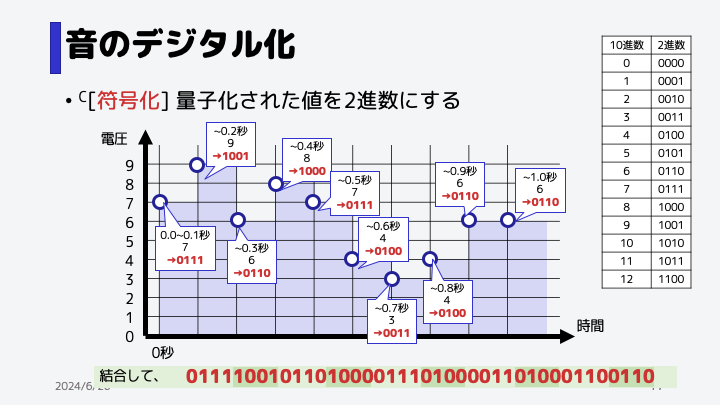 音のデジタル化
• C[符号化] 量子化された値を2進数にする
電圧
9
8
7
6
5
4
3
2
1
0
0秒
時間
0.0~0.1秒
7
→0111
~0.2秒
9
→1001
~0.3秒
6
→0110
~0.4秒
8
→1000
~0.5秒
7
→0111
~0.6秒
4
→0100
~0.7秒
3
→0011
~0.8秒
4
→0100
~0.9秒
6
→0110
~1.0秒
6
→0110
10進数 2進数
0 0000
1 0001
2 0010
3 0011
4 0100
5 0101
6 0110
7 0111
8 1000
9 1001
10 1010
11 1011
12 1100
結合して、 0111100101101000011101000011010001100110
2024/6/